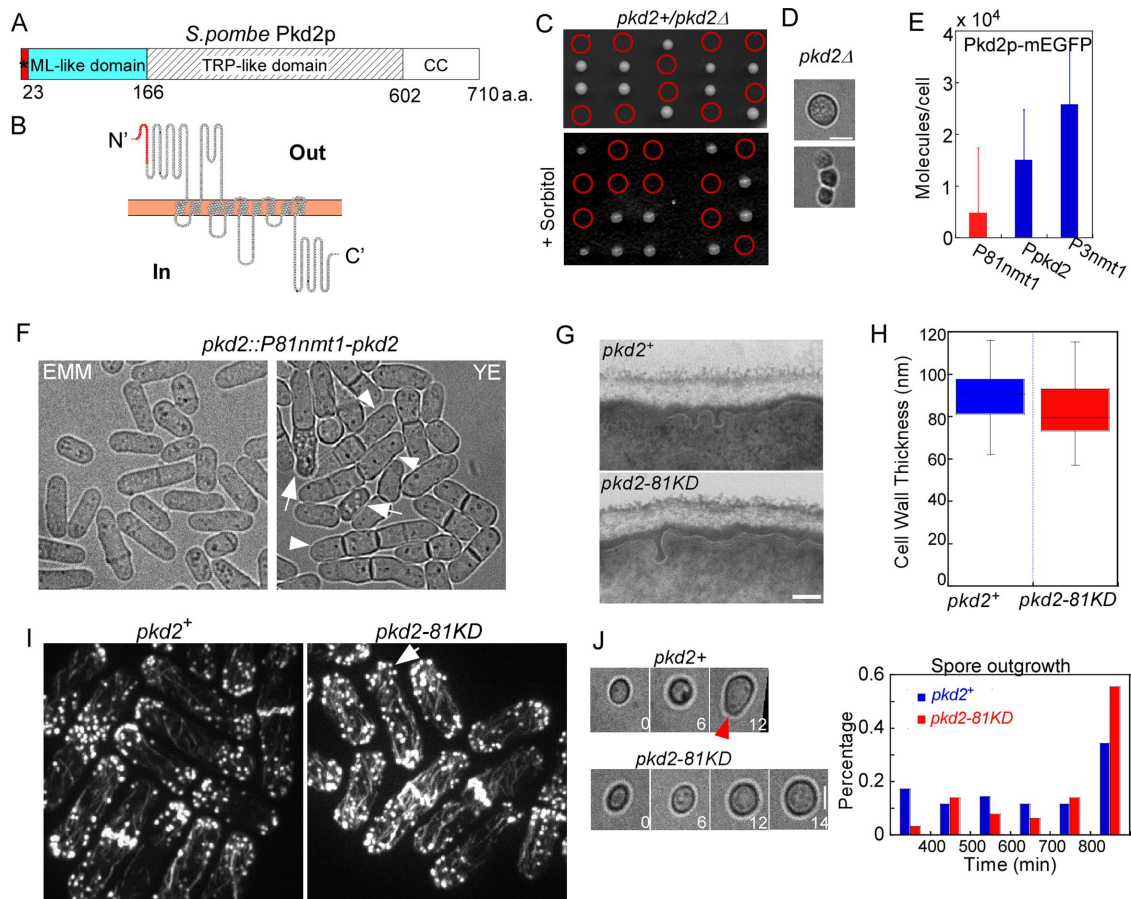 A
S.pombe Pkd2p
* ML-like domain TRP-like domain CC
23 166 602 710 a.a.
B
N'
Out
In
C'
C
pkd2+/pkd2Δ
+ Sorbitol
D
pkd2Δ
E
x 10⁴
Pkd2p-mEGFP
Molecules/cell
4
3
2
1
0
P81nmt1 Ppkd2 P3nmt1
F
pkd2::P81nmt1-pkd2
EMM YE
G
pkd2⁺
pkd2-81KD
H
Cell Wall Thickness (nm)
120
100
80
60
40
20
0
pkd2⁺ pkd2-81KD
I
pkd2⁺ pkd2-81KD
J
pkd2+
0 6 12
pkd2-81KD
0 6 12 14
Spore outgrowth
pkd2⁺
pkd2-81KD
Percentage
0.6
0.4
0.2
0
400 500 600 700 800
Time (min)